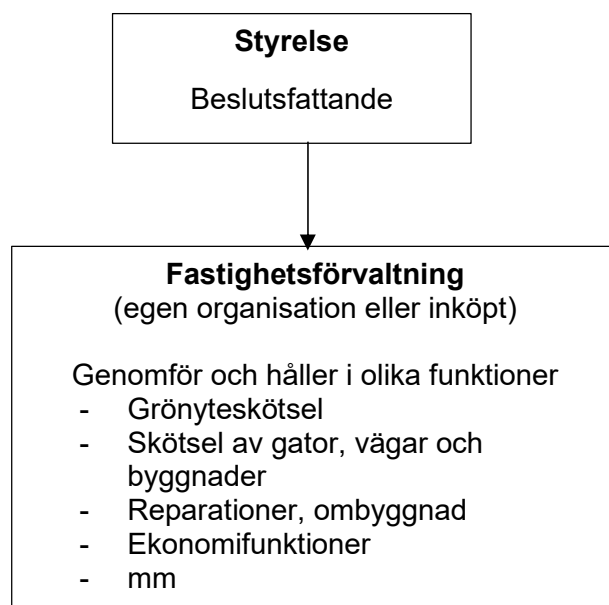 Styrelse
Beslutsfattande
Fastighetsförvaltning
(egen organisation eller inköpt)
Genomför och håller i olika funktioner
- Grönyteskötsel
- Skötsel av gator, vägar och
byggnader
- Reparationer, ombyggnad
- Ekonomifunktioner
- mm